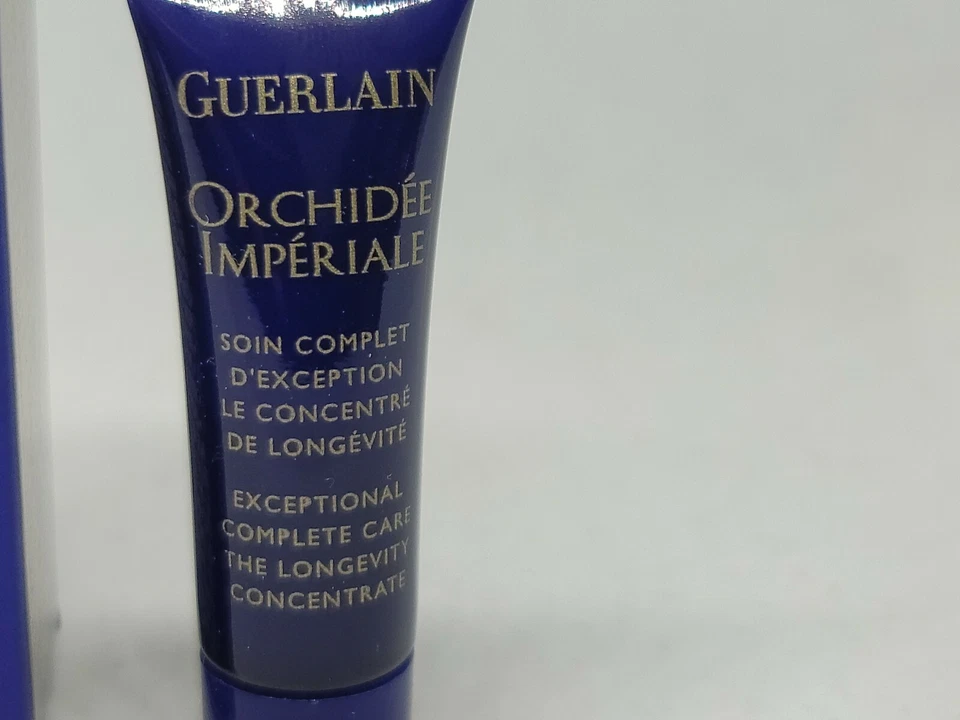 GUERLAIN
ORCHIDÉE
IMPÉRIALE
SOIN COMPLET
D'EXCEPTION
LE CONCENTRÉ
DE LONGÉVITÉ
EXCEPTIONAL
COMPLETE CARE
THE LONGEVITY
CONCENTRATE